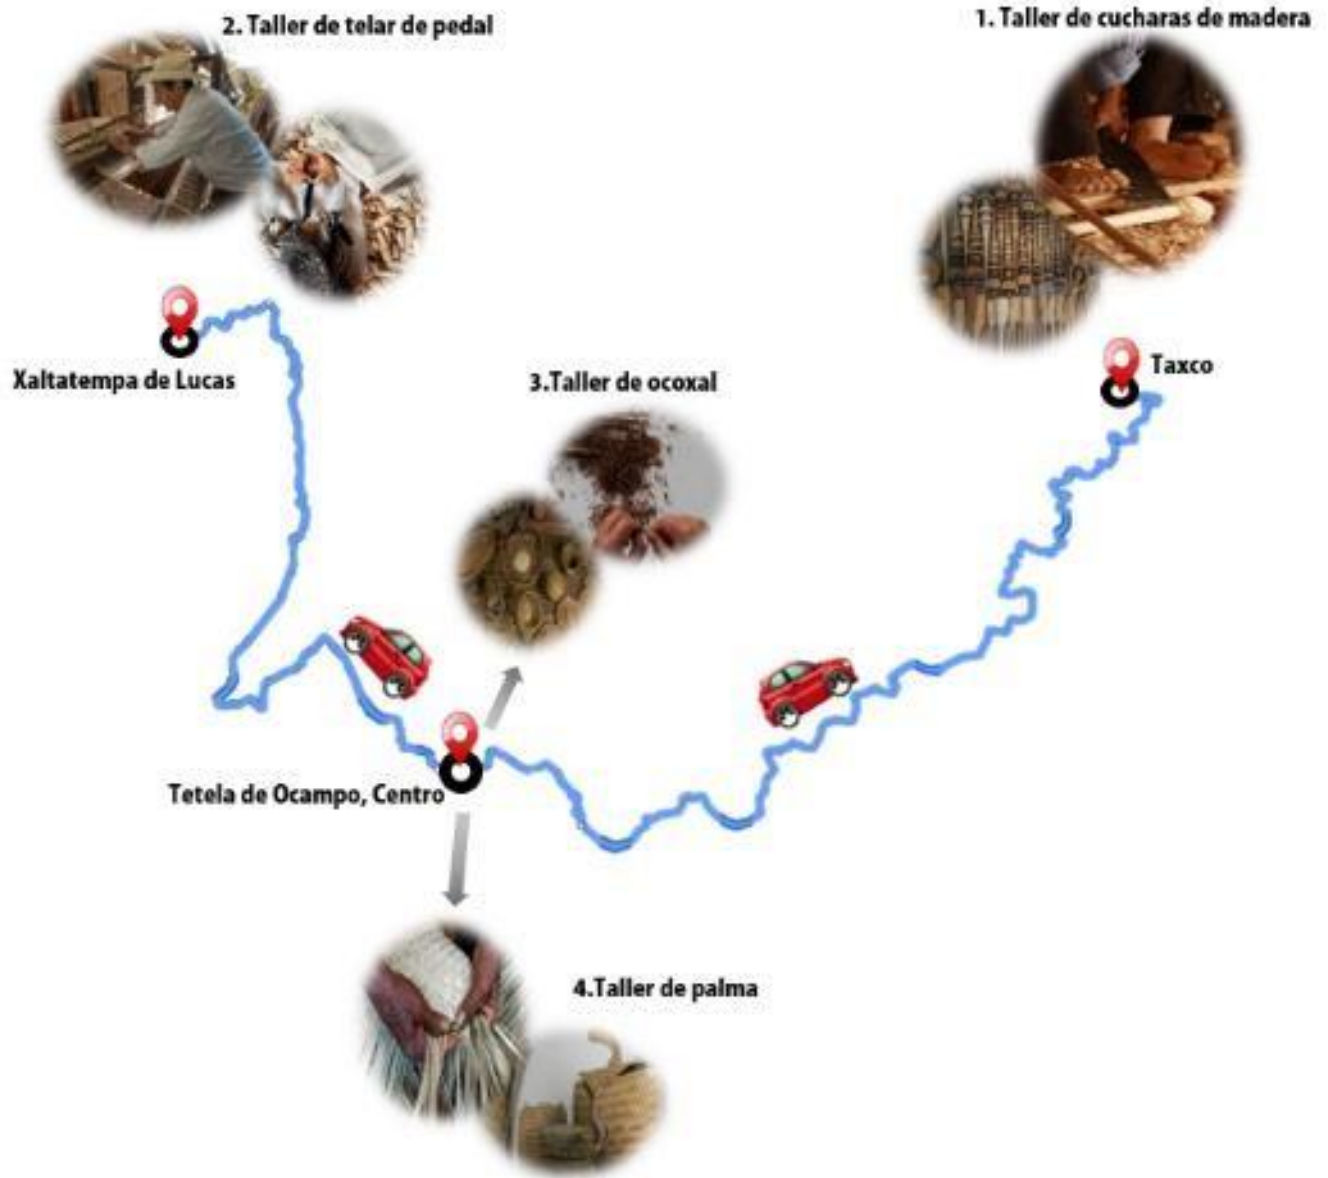 1. Taller de cucharas de madera
2. Taller de telar de pedal
Taxco
Xaltatempa de Lucas
3.Taller de ocoxal
Tetela de Ocampo, Centro
4.Taller de palma